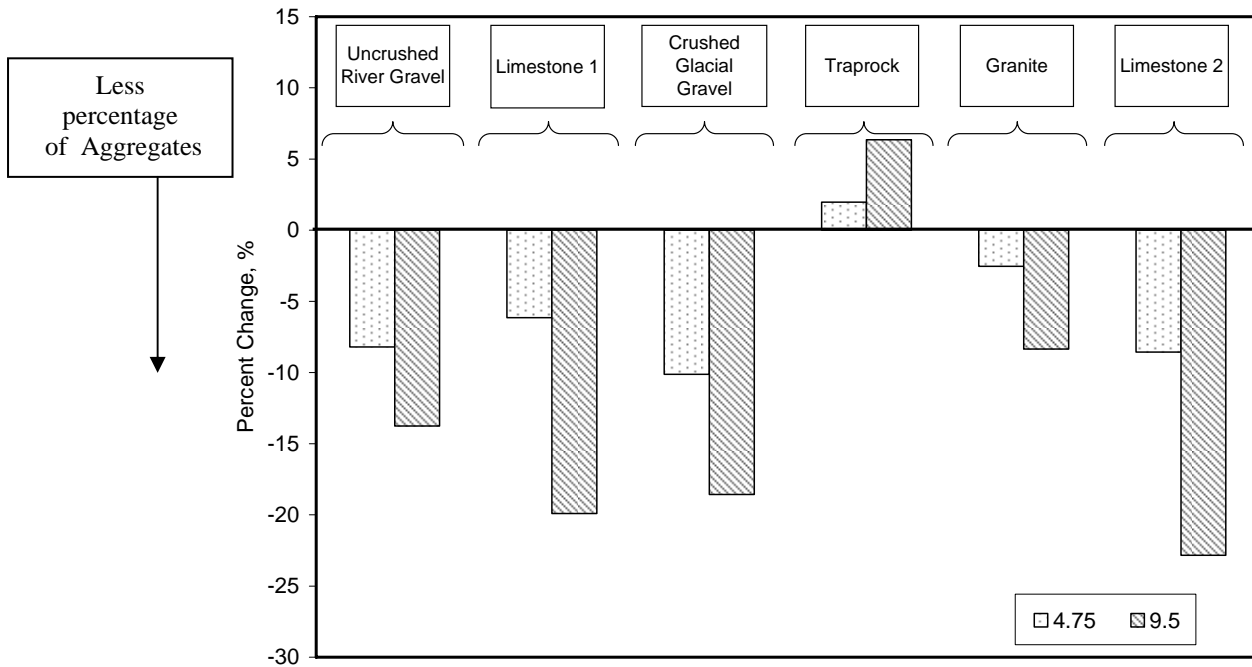 Less
percentage
of Aggregates
Percent Change, %
15
10
5
0
-5
-10
-15
-20
-25
-30
Uncrushed
River Gravel
Limestone 1
Crushed
Glacial
Gravel
Traprock
Granite
Limestone 2
4.75
9.5